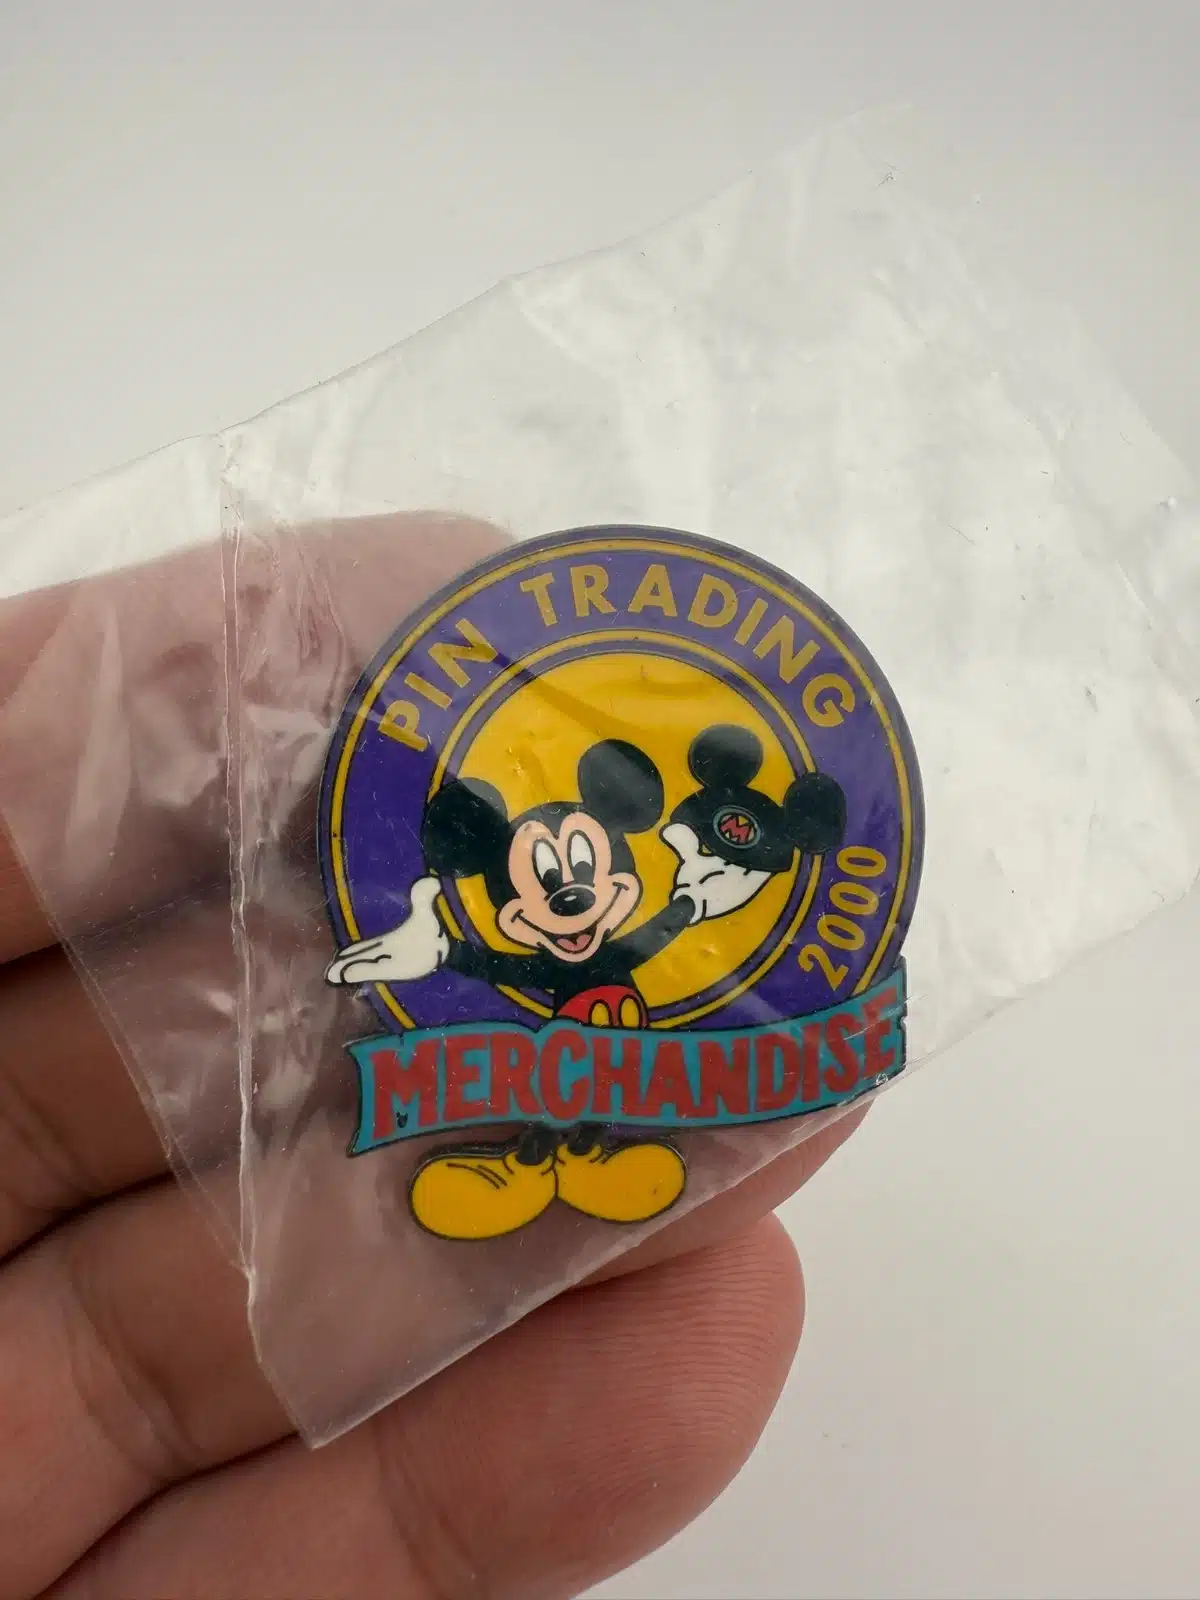 PIN TRADING
2000
M
MERCHANDISE